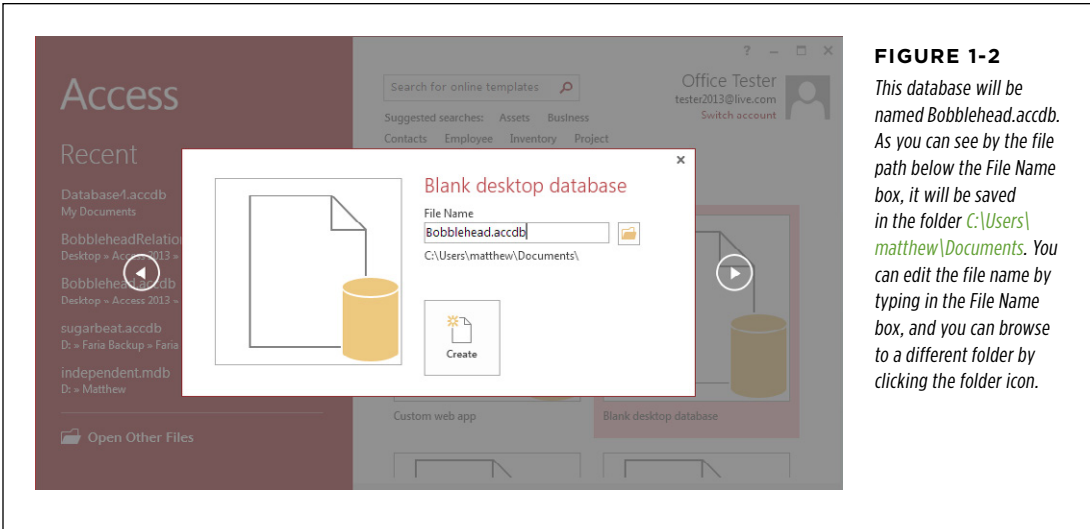 Access
Recent
Database4.accdb
My Documents
BobbleheadRelatio
Desktop » Access 2013 »
Bobblehead.accdb
Desktop » Access 2013 »
sugarbeat.accdb
D: » Faria Backup » Faria
independent.mdb
D: » Matthew
Open Other Files
? – □ ×
Search for online templates
Office Tester
tester2013@live.com
Switch account
Suggested searches: Assets Business
Contacts Employee Inventory Project
Blank desktop database
File Name
Bobblehead.accdb
C:\Users\matthew\Documents\
Create
Custom web app
Blank desktop database
FIGURE 1-2
This database will be
named Bobblehead.accdb.
As you can see by the file
path below the File Name
box, it will be saved
in the folder C:\Users\
matthew\Documents. You
can edit the file name by
typing in the File Name
box, and you can browse
to a different folder by
clicking the folder icon.